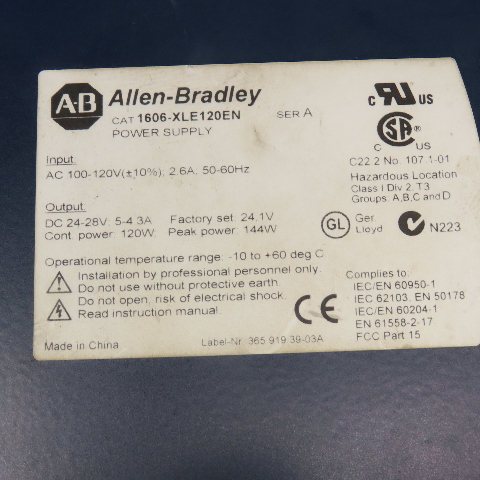 A-B Allen-Bradley
CAT 1606-XLE120EN SER A
POWER SUPPLY
c RU US
SA
C US
C22.2 No. 107.1-01
Hazardous Location
Class I Div 2, T3
Groups: A,B,C and D
Input:
AC 100-120V(±10%); 2.6A; 50-60Hz
Output:
DC 24-28V; 5-4.3A Factory set: 24.1V
Cont. power: 120W; Peak power: 144W
GL Ger. Lloyd
N223
Operational temperature range: -10 to +60 deg C
Installation by professional personnel only.
Do not use without protective earth.
Do not open, risk of electrical shock.
Read instruction manual.
CE
Complies to:
IEC/EN 60950-1
IEC 62103, EN 50178
IEC/EN 60204-1
EN 61558-2-17
FCC Part 15
Made in China
Label-Nr. 365.919.39-03A